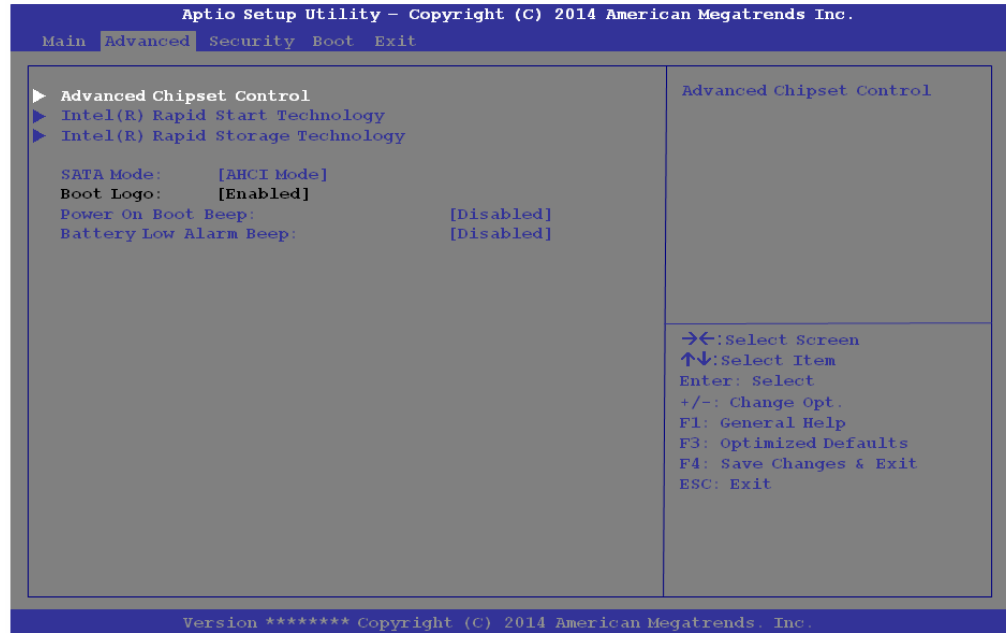 Aptio Setup Utility – Copyright (C) 2014 American Megatrends Inc.
Main Advanced Security Boot Exit
▶ Advanced Chipset Control
▶ Intel(R) Rapid Start Technology
▶ Intel(R) Rapid Storage Technology
SATA Mode: [AHCI Mode]
Boot Logo: [Enabled]
Power On Boot Beep: [Disabled]
Battery Low Alarm Beep: [Disabled]
Advanced Chipset Control
→←:Select Screen
↑↓:Select Item
Enter: Select
+/-: Change Opt.
F1: General Help
F3: Optimized Defaults
F4: Save Changes & Exit
ESC: Exit
Version ******** Copyright (C) 2014 American Megatrends. Inc.